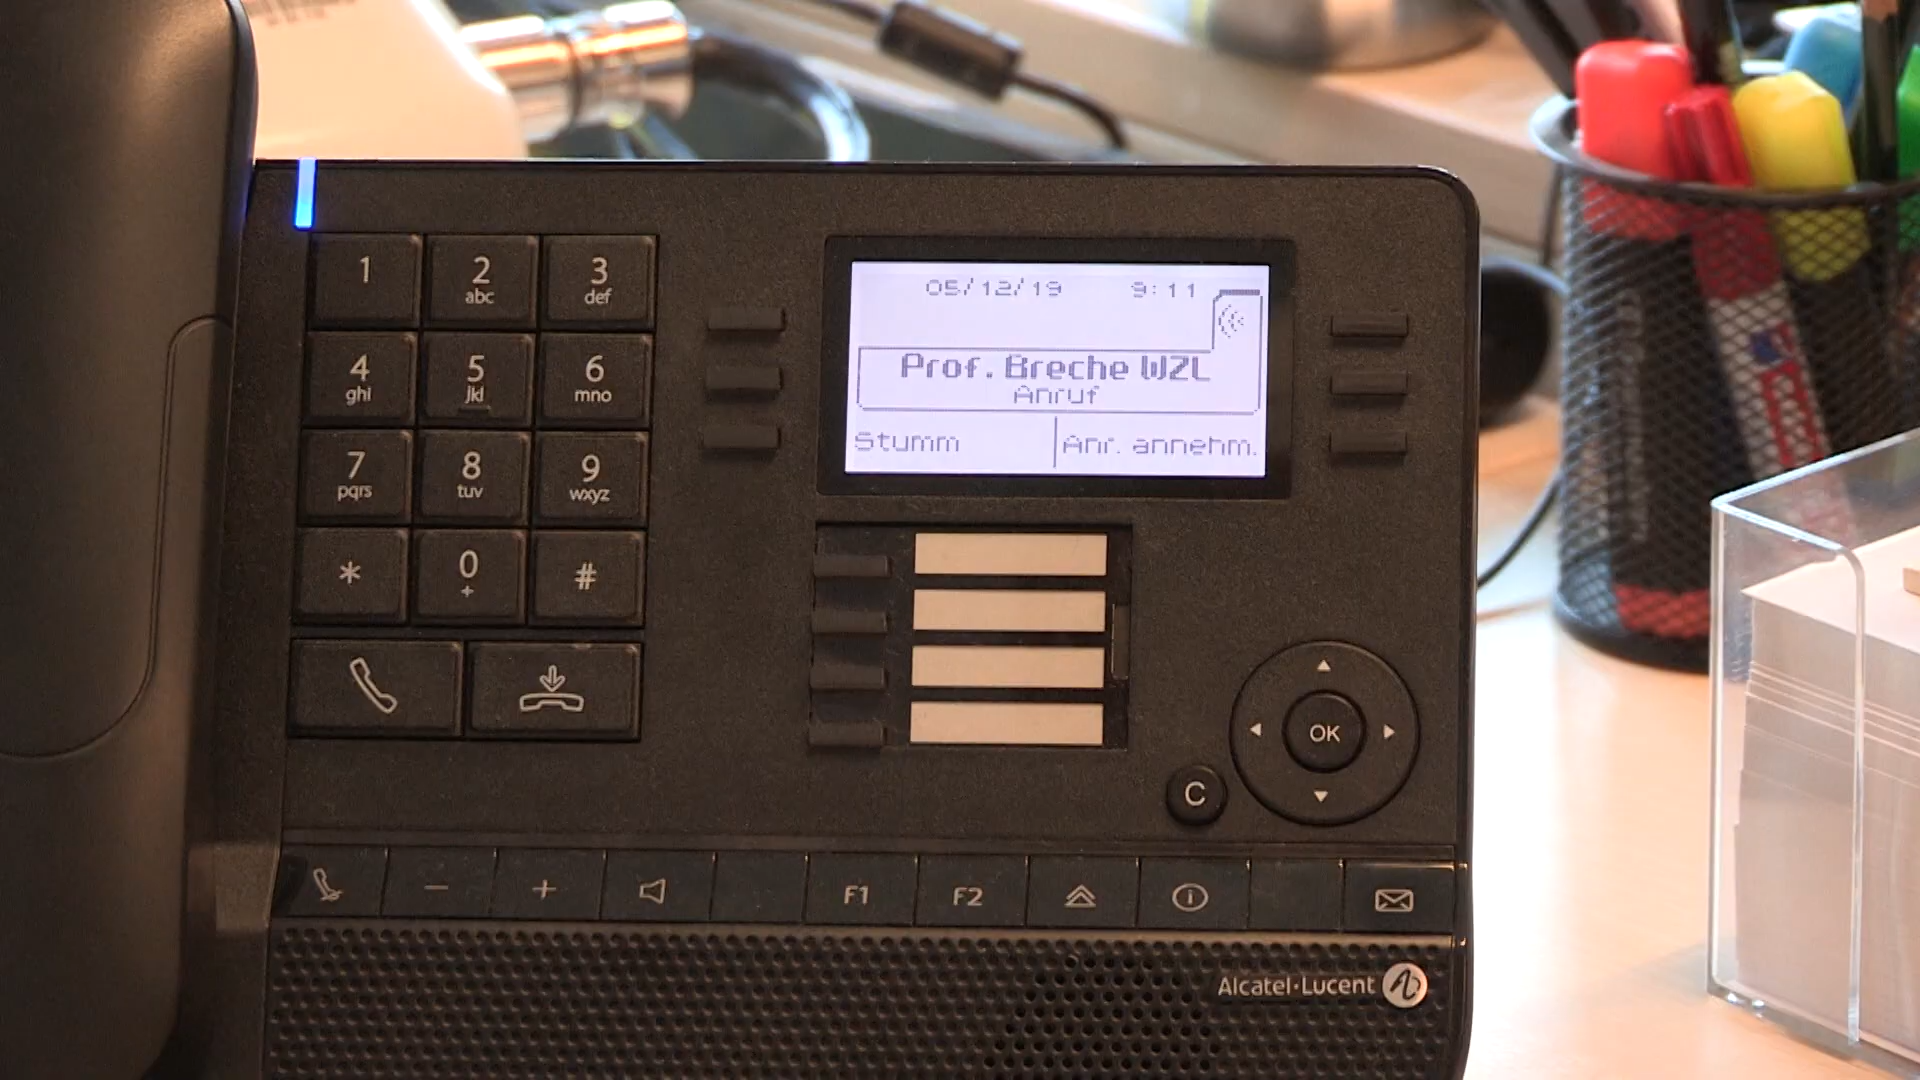 05/12/19 9:11
Prof. Breche WZL
Anruf
Stumm Anr. annehm.
1 2 abc 3 def
4 ghi 5 jkl 6 mno
7 pqrs 8 tuv 9 wxyz
* 0 + #
OK
C
− + F1 F2 i
Alcatel·Lucent